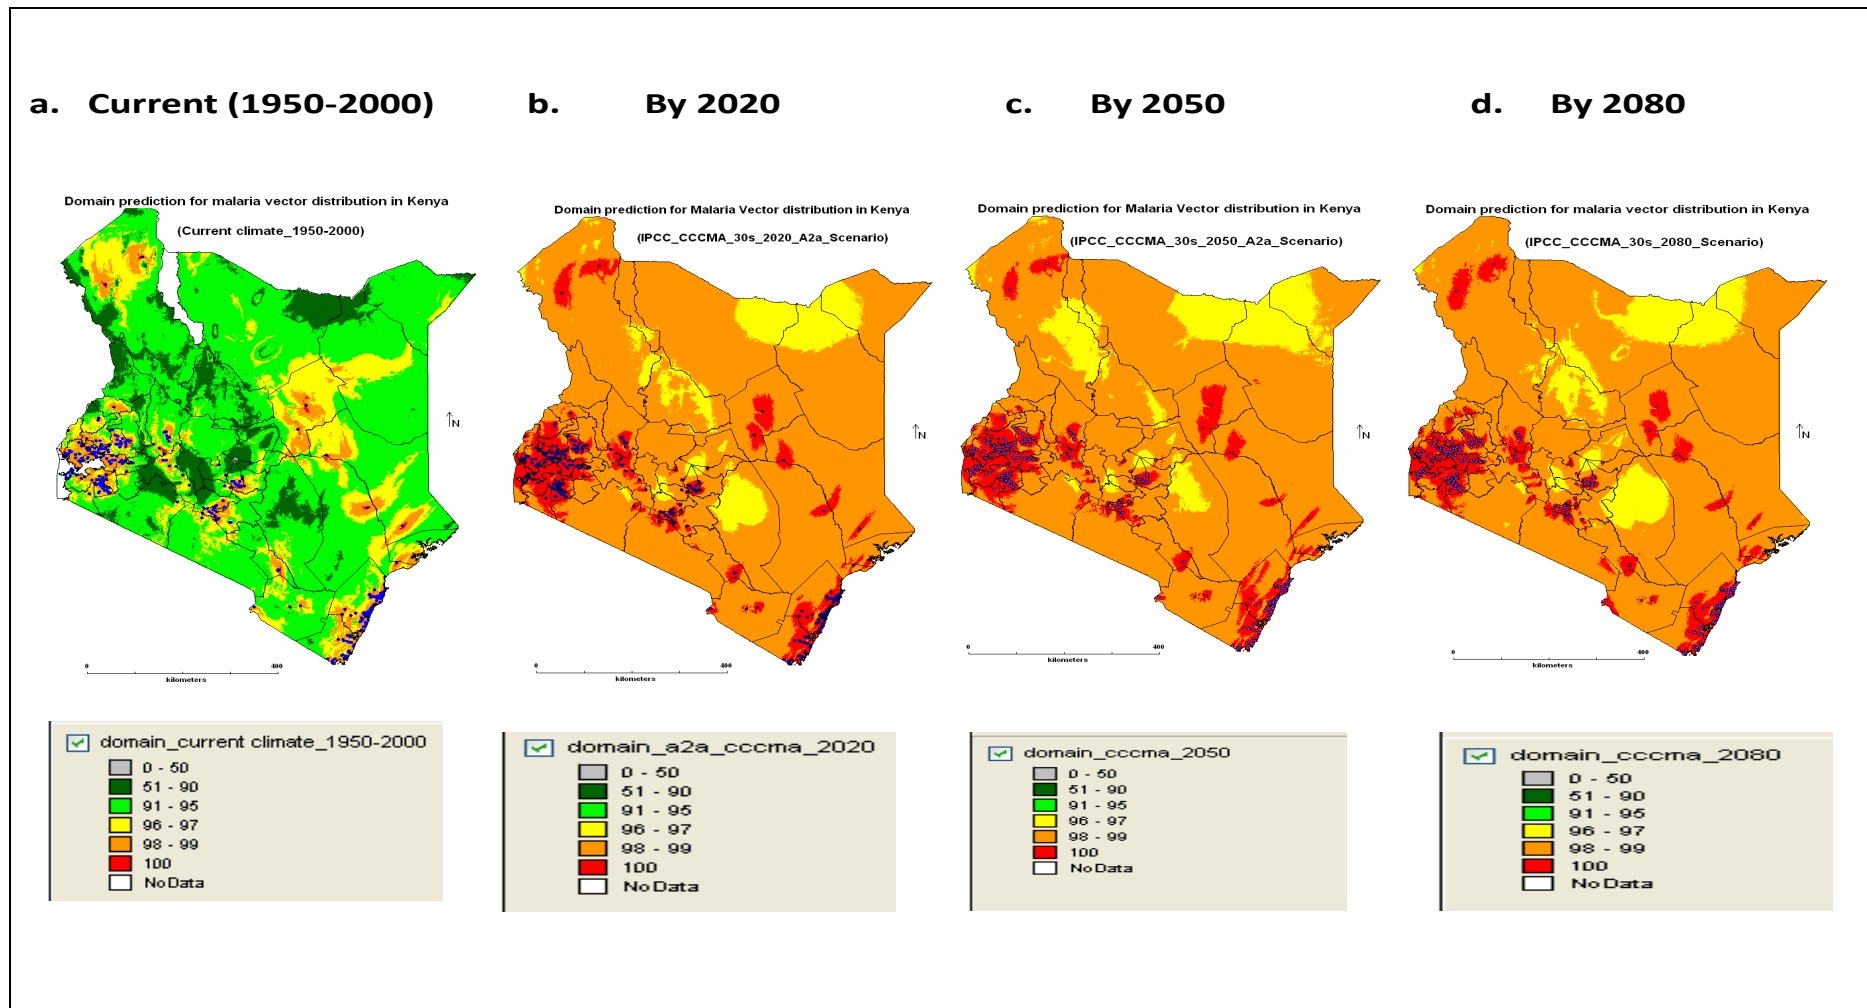 a. Current (1950-2000)
b. By 2020
c. By 2050
d. By 2080
Domain prediction for malaria vector distribution in Kenya
(Current climate_1950-2000)
N
0 400
kilometers
Domain prediction for Malaria Vector distribution in Kenya
(IPCC_CCCMA_30s_2020_A2a_Scenario)
N
0 400
kilometers
Domain prediction for Malaria Vector distribution in Kenya
(IPCC_CCCMA_30s_2050_A2a_Scenario)
N
0 400
kilometers
Domain prediction for malaria vector distribution in Kenya
(IPCC_CCCMA_30s_2080_Scenario)
N
0 400
kilometers
domain_current climate_1950-2000
0 - 50
51 - 90
91 - 95
96 - 97
98 - 99
100
No Data
domain_a2a_cccma_2020
0 - 50
51 - 90
91 - 95
96 - 97
98 - 99
100
No Data
domain_cccma_2050
0 - 50
51 - 90
91 - 95
96 - 97
98 - 99
100
No Data
domain_cccma_2080
0 - 50
51 - 90
91 - 95
96 - 97
98 - 99
100
No Data